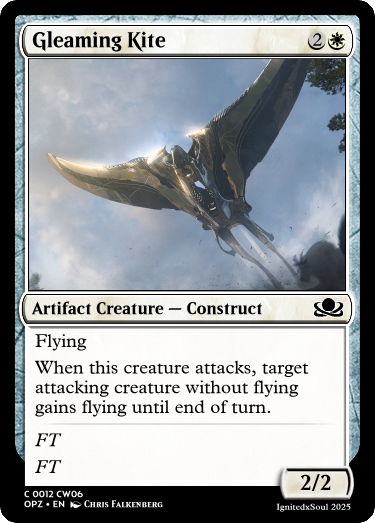 Gleaming Kite 2
Artifact Creature — Construct
Flying
When this creature attacks, target
attacking creature without flying
gains flying until end of turn.
FT
FT
2/2
C 0012 CW06
OPZ • EN Chris Falkenberg
IgnitedxSoul 2025